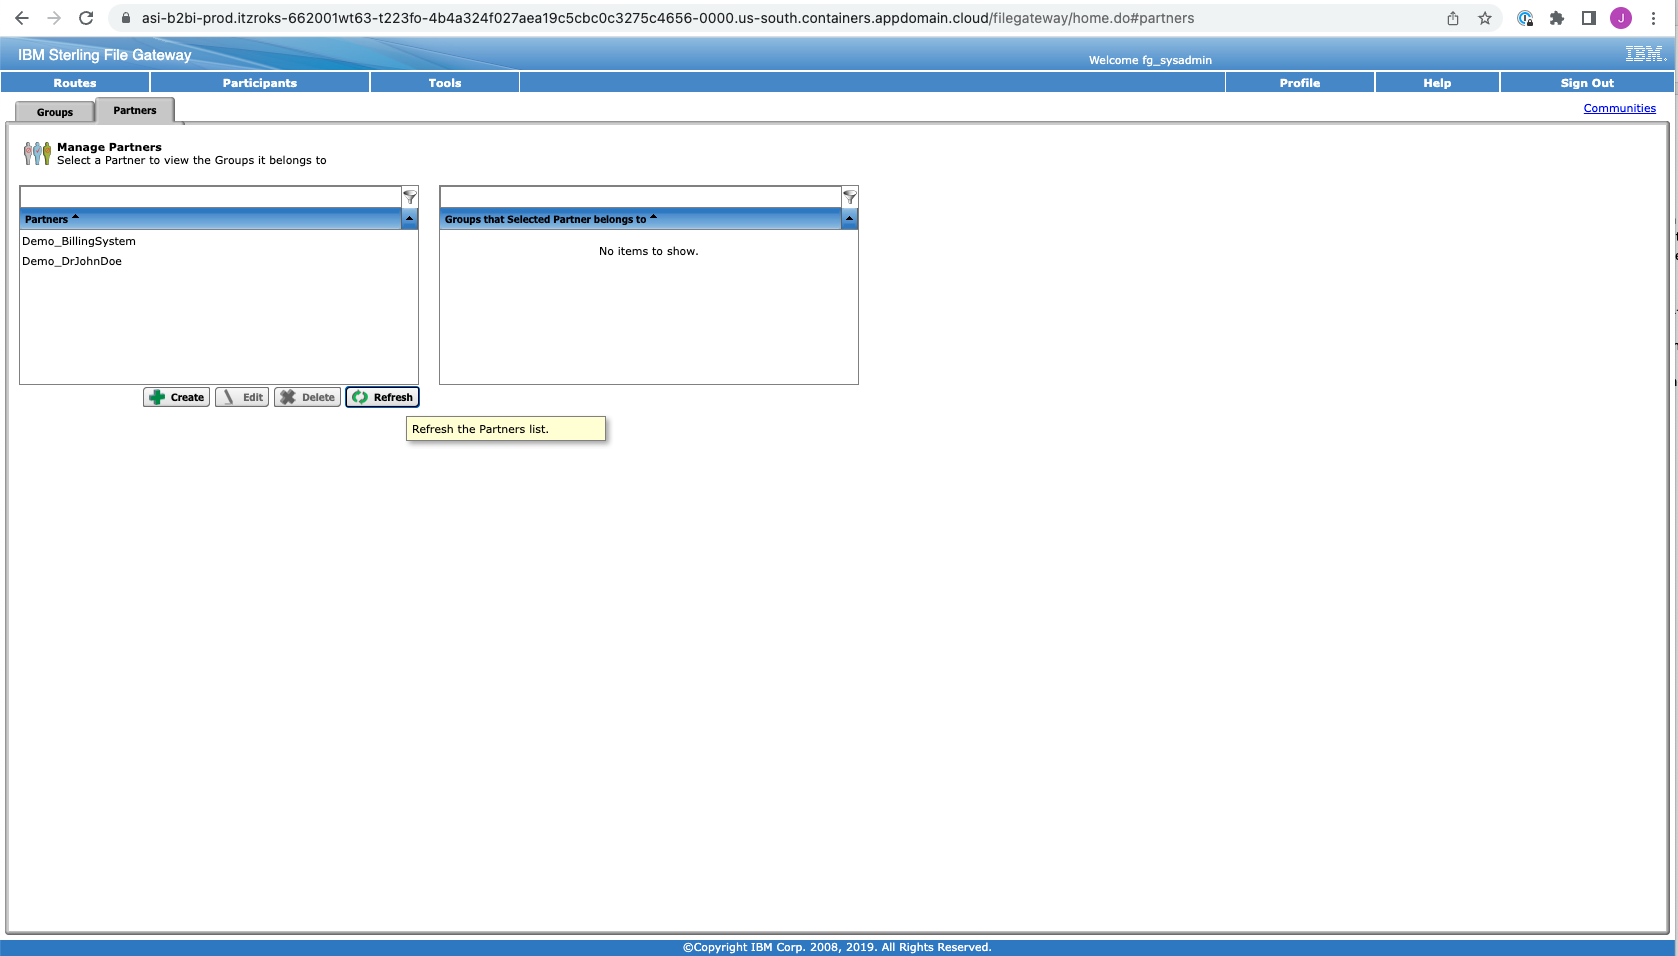 asi-b2bi-prod.itzroks-662001wt63-t223fo-4b4a324f027aea19c5cbc0c3275c4656-0000.us-south.containers.appdomain.cloud/filegateway/home.do#partners
J
IBM Sterling File Gateway
Welcome fg_sysadmin
IBM
Routes
Participants
Tools
Profile
Help
Sign Out
Groups
Partners
Communities
Manage Partners
Select a Partner to view the Groups it belongs to
Partners
Groups that Selected Partner belongs to
Demo_BillingSystem
Demo_DrJohnDoe
No items to show.
Create
Edit
Delete
Refresh
Refresh the Partners list.
©Copyright IBM Corp. 2008, 2019. All Rights Reserved.